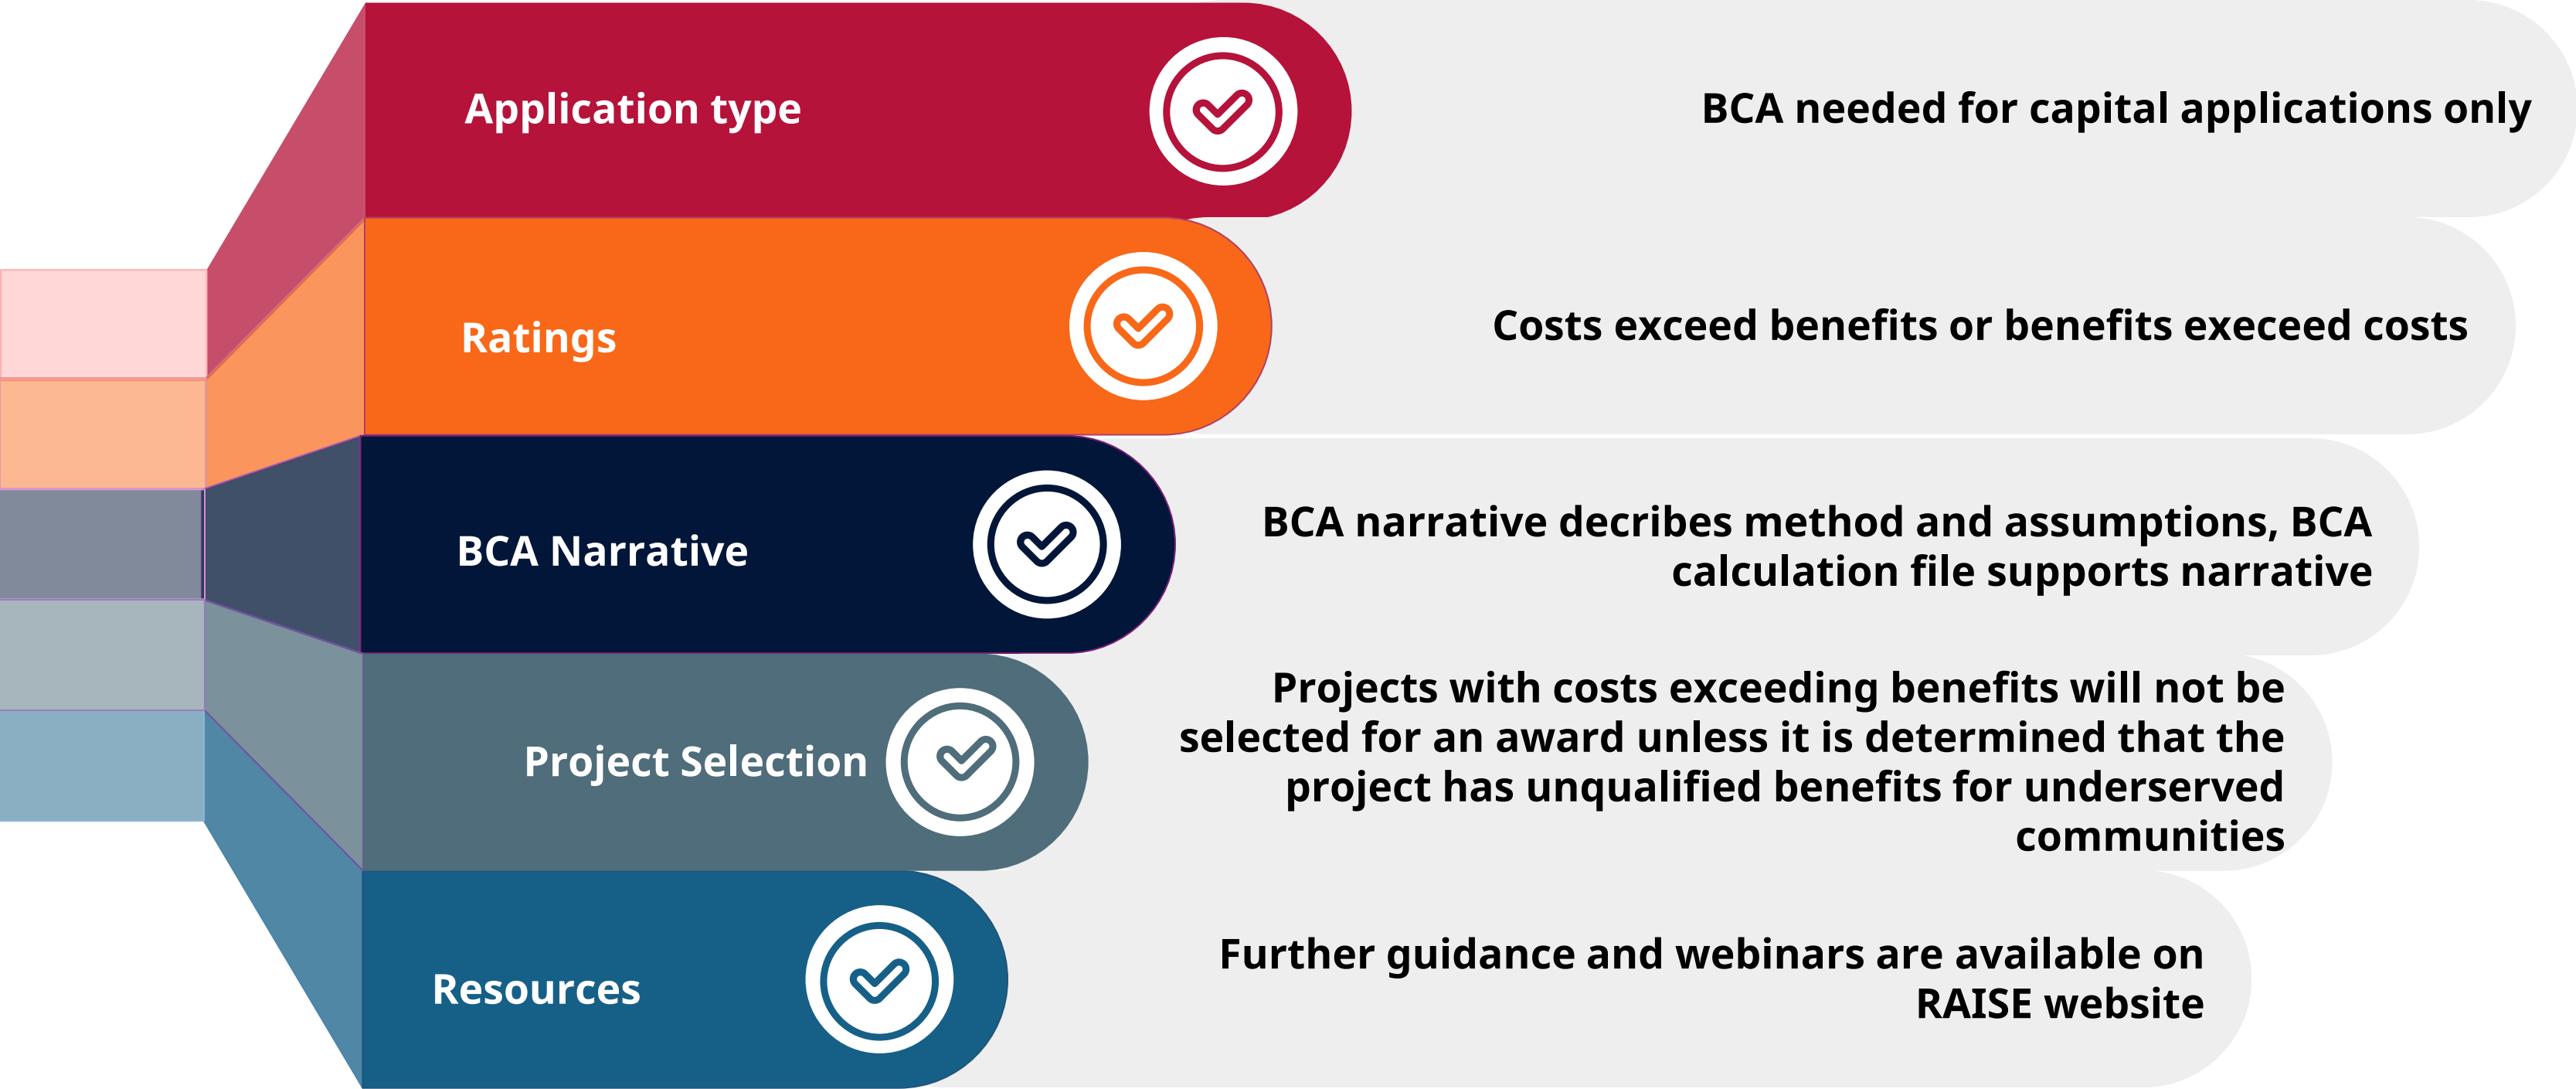 Application type
BCA needed for capital applications only
Ratings
Costs exceed benefits or benefits execeed costs
BCA Narrative
BCA narrative decribes method and assumptions, BCA
calculation file supports narrative
Project Selection
Projects with costs exceeding benefits will not be
selected for an award unless it is determined that the
project has unqualified benefits for underserved
communities
Resources
Further guidance and webinars are available on
RAISE website